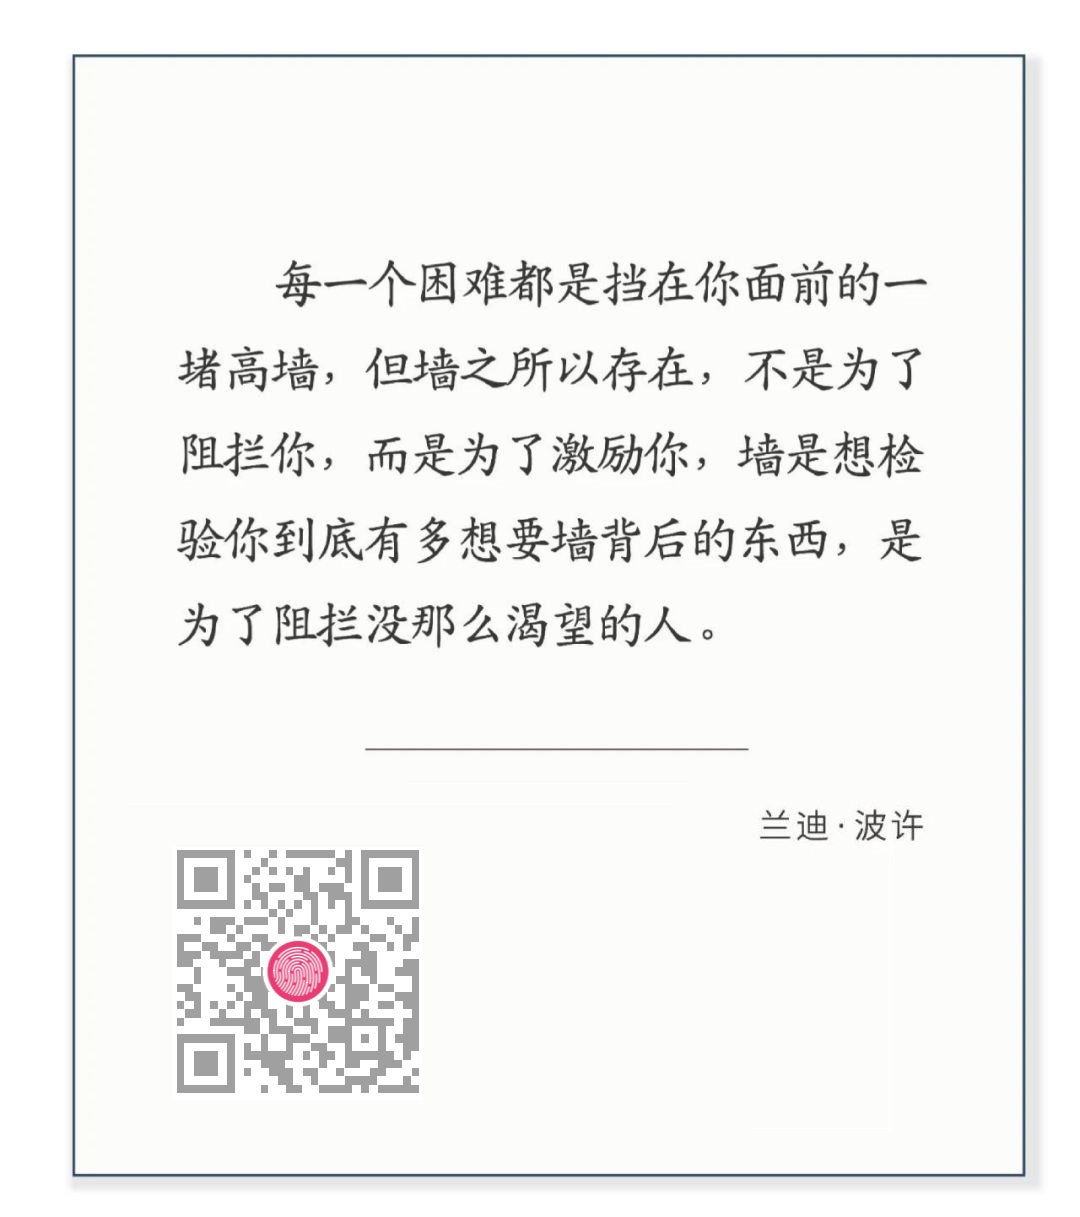 每一个困难都是挡在你面前的一
堵高墙，但墙之所以存在，不是为了
阻拦你，而是为了激励你，墙是想检
验你到底有多想要墙背后的东西，是
为了阻拦没那么渴望的人。
兰迪·波许